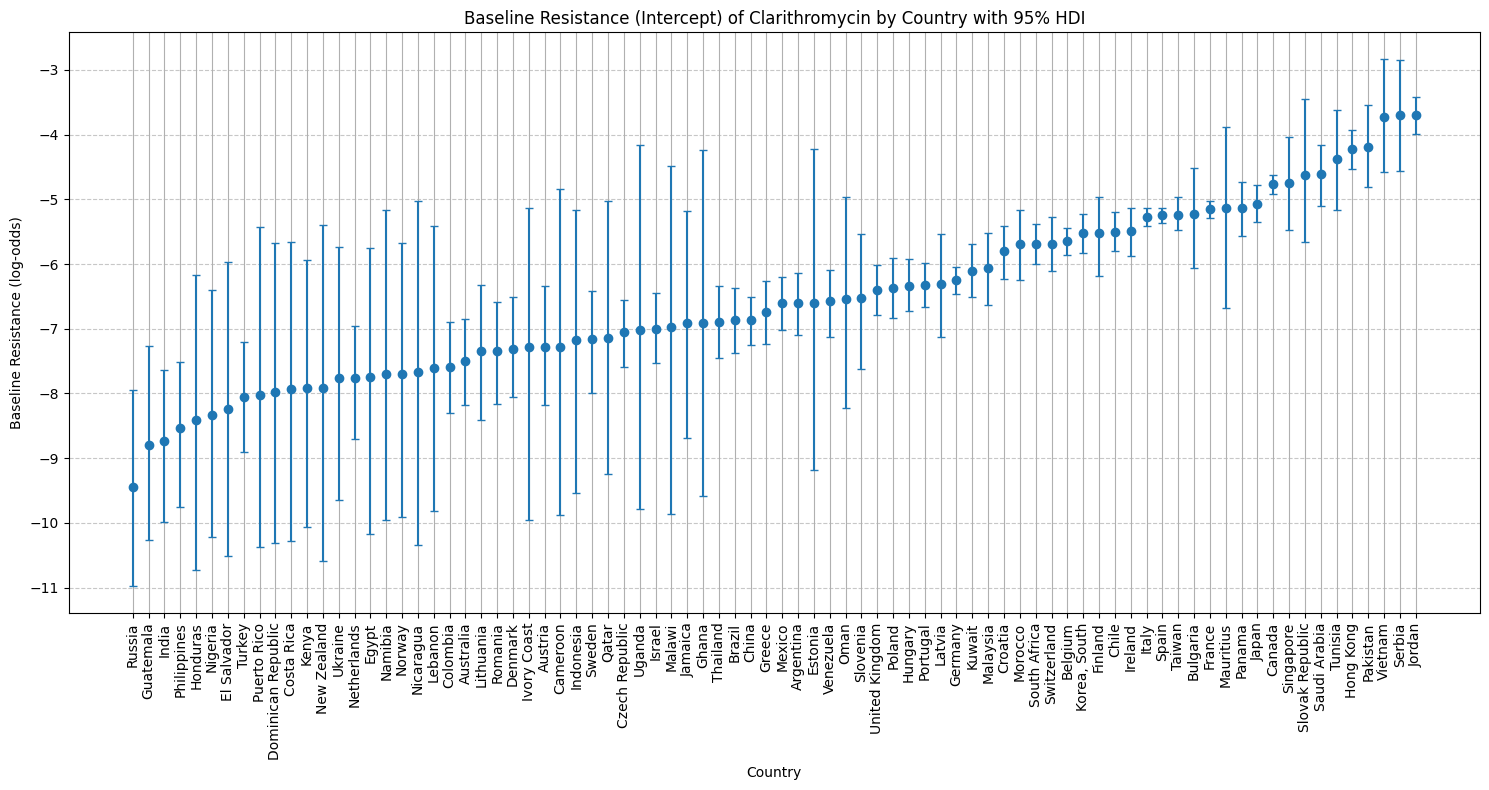 Baseline Resistance (Intercept) of Clarithromycin by Country with 95% HDI
Baseline Resistance (log-odds)
−3
−4
−5
−6
−7
−8
−9
−10
−11
Russia
Guatemala
India
Philippines
Honduras
Nigeria
El Salvador
Turkey
Puerto Rico
Dominican Republic
Costa Rica
Kenya
New Zealand
Ukraine
Netherlands
Egypt
Namibia
Norway
Nicaragua
Lebanon
Colombia
Australia
Lithuania
Romania
Denmark
Ivory Coast
Austria
Cameroon
Indonesia
Sweden
Qatar
Czech Republic
Uganda
Israel
Malawi
Jamaica
Ghana
Thailand
Brazil
China
Greece
Mexico
Argentina
Estonia
Venezuela
Oman
Slovenia
United Kingdom
Poland
Hungary
Portugal
Latvia
Germany
Kuwait
Malaysia
Croatia
Morocco
South Africa
Switzerland
Belgium
Korea, South
Finland
Chile
Ireland
Italy
Spain
Taiwan
Bulgaria
France
Mauritius
Panama
Japan
Canada
Singapore
Slovak Republic
Saudi Arabia
Tunisia
Hong Kong
Pakistan
Vietnam
Serbia
Jordan
Country